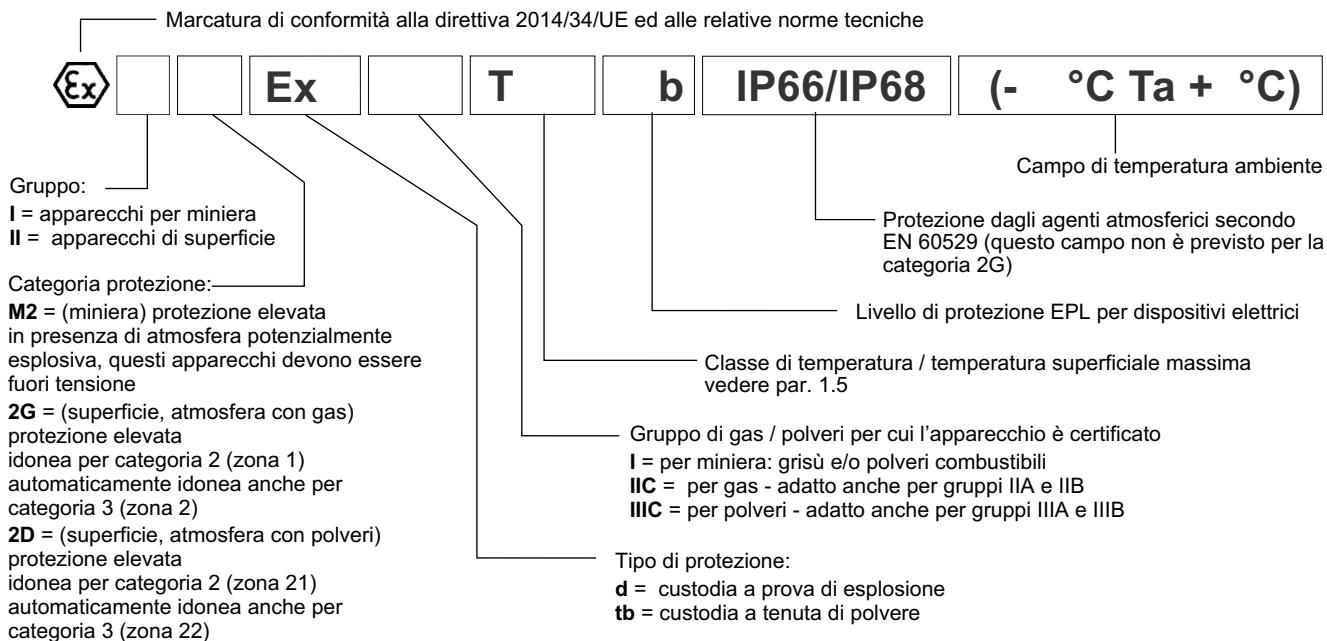 Marcatura di conformità alla direttiva 2014/34/UE ed alle relative norme tecniche
Ex Ex T b IP66/IP68 (- °C Ta + °C)
Campo di temperatura ambiente
Protezione dagli agenti atmosferici secondo
EN 60529 (questo campo non è previsto per la
categoria 2G)
Livello di protezione EPL per dispositivi elettrici
Classe di temperatura / temperatura superficiale massima
vedere par. 1.5
Gruppo di gas / polveri per cui l'apparecchio è certificato
I = per miniera: grisù e/o polveri combustibili
IIC = per gas - adatto anche per gruppi IIA e IIB
IIIC = per polveri - adatto anche per gruppi IIIA e IIIB
Tipo di protezione:
d = custodia a prova di esplosione
tb = custodia a tenuta di polvere
Gruppo:
I = apparecchi per miniera
II = apparecchi di superficie
Categoria protezione:
M2 = (miniera) protezione elevata
in presenza di atmosfera potenzialmente
esplosiva, questi apparecchi devono essere
fuori tensione
2G = (superficie, atmosfera con gas)
protezione elevata
idonea per categoria 2 (zona 1)
automaticamente idonea anche per
categoria 3 (zona 2)
2D = (superficie, atmosfera con polveri)
protezione elevata
idonea per categoria 2 (zona 21)
automaticamente idonea anche per
categoria 3 (zona 22)